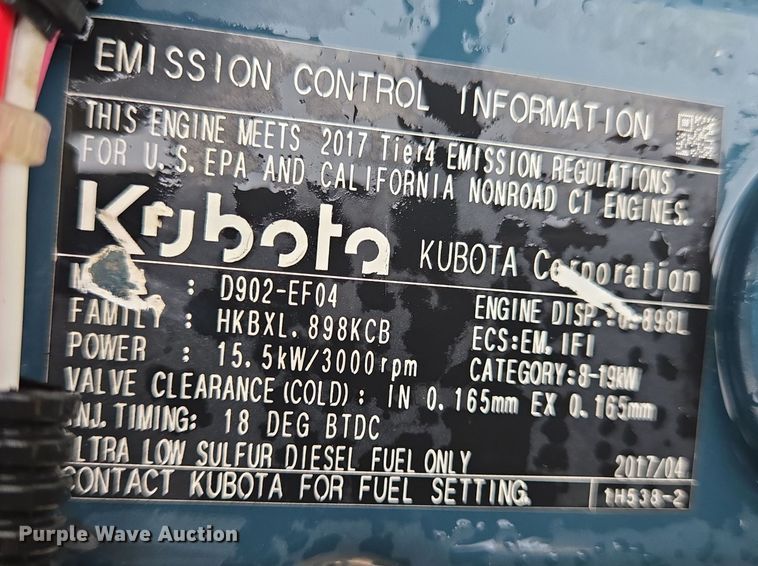 EMISSION CONTROL INFORMATION
THIS ENGINE MEETS 2017 Tier4 EMISSION REGULATIONS
FOR U.S.EPA AND CALIFORNIA NONROAD CI ENGINES.
Kubota KUBOTA Corporation
: D902-EF04
FAMILY : HKBXL.898KCB
POWER : 15.5kW/3000rpm
ENGINE DISP.:0.898L
ECS:EM.IFI
CATEGORY:8-19kW
VALVE CLEARANCE(COLD): IN 0.165mm EX 0.165mm
INJ.TIMING: 18 DEG BTDC
ULTRA LOW SULFUR DIESEL FUEL ONLY 2017/04
CONTACT KUBOTA FOR FUEL SETTING. 1H538-2
Purple Wave Auction